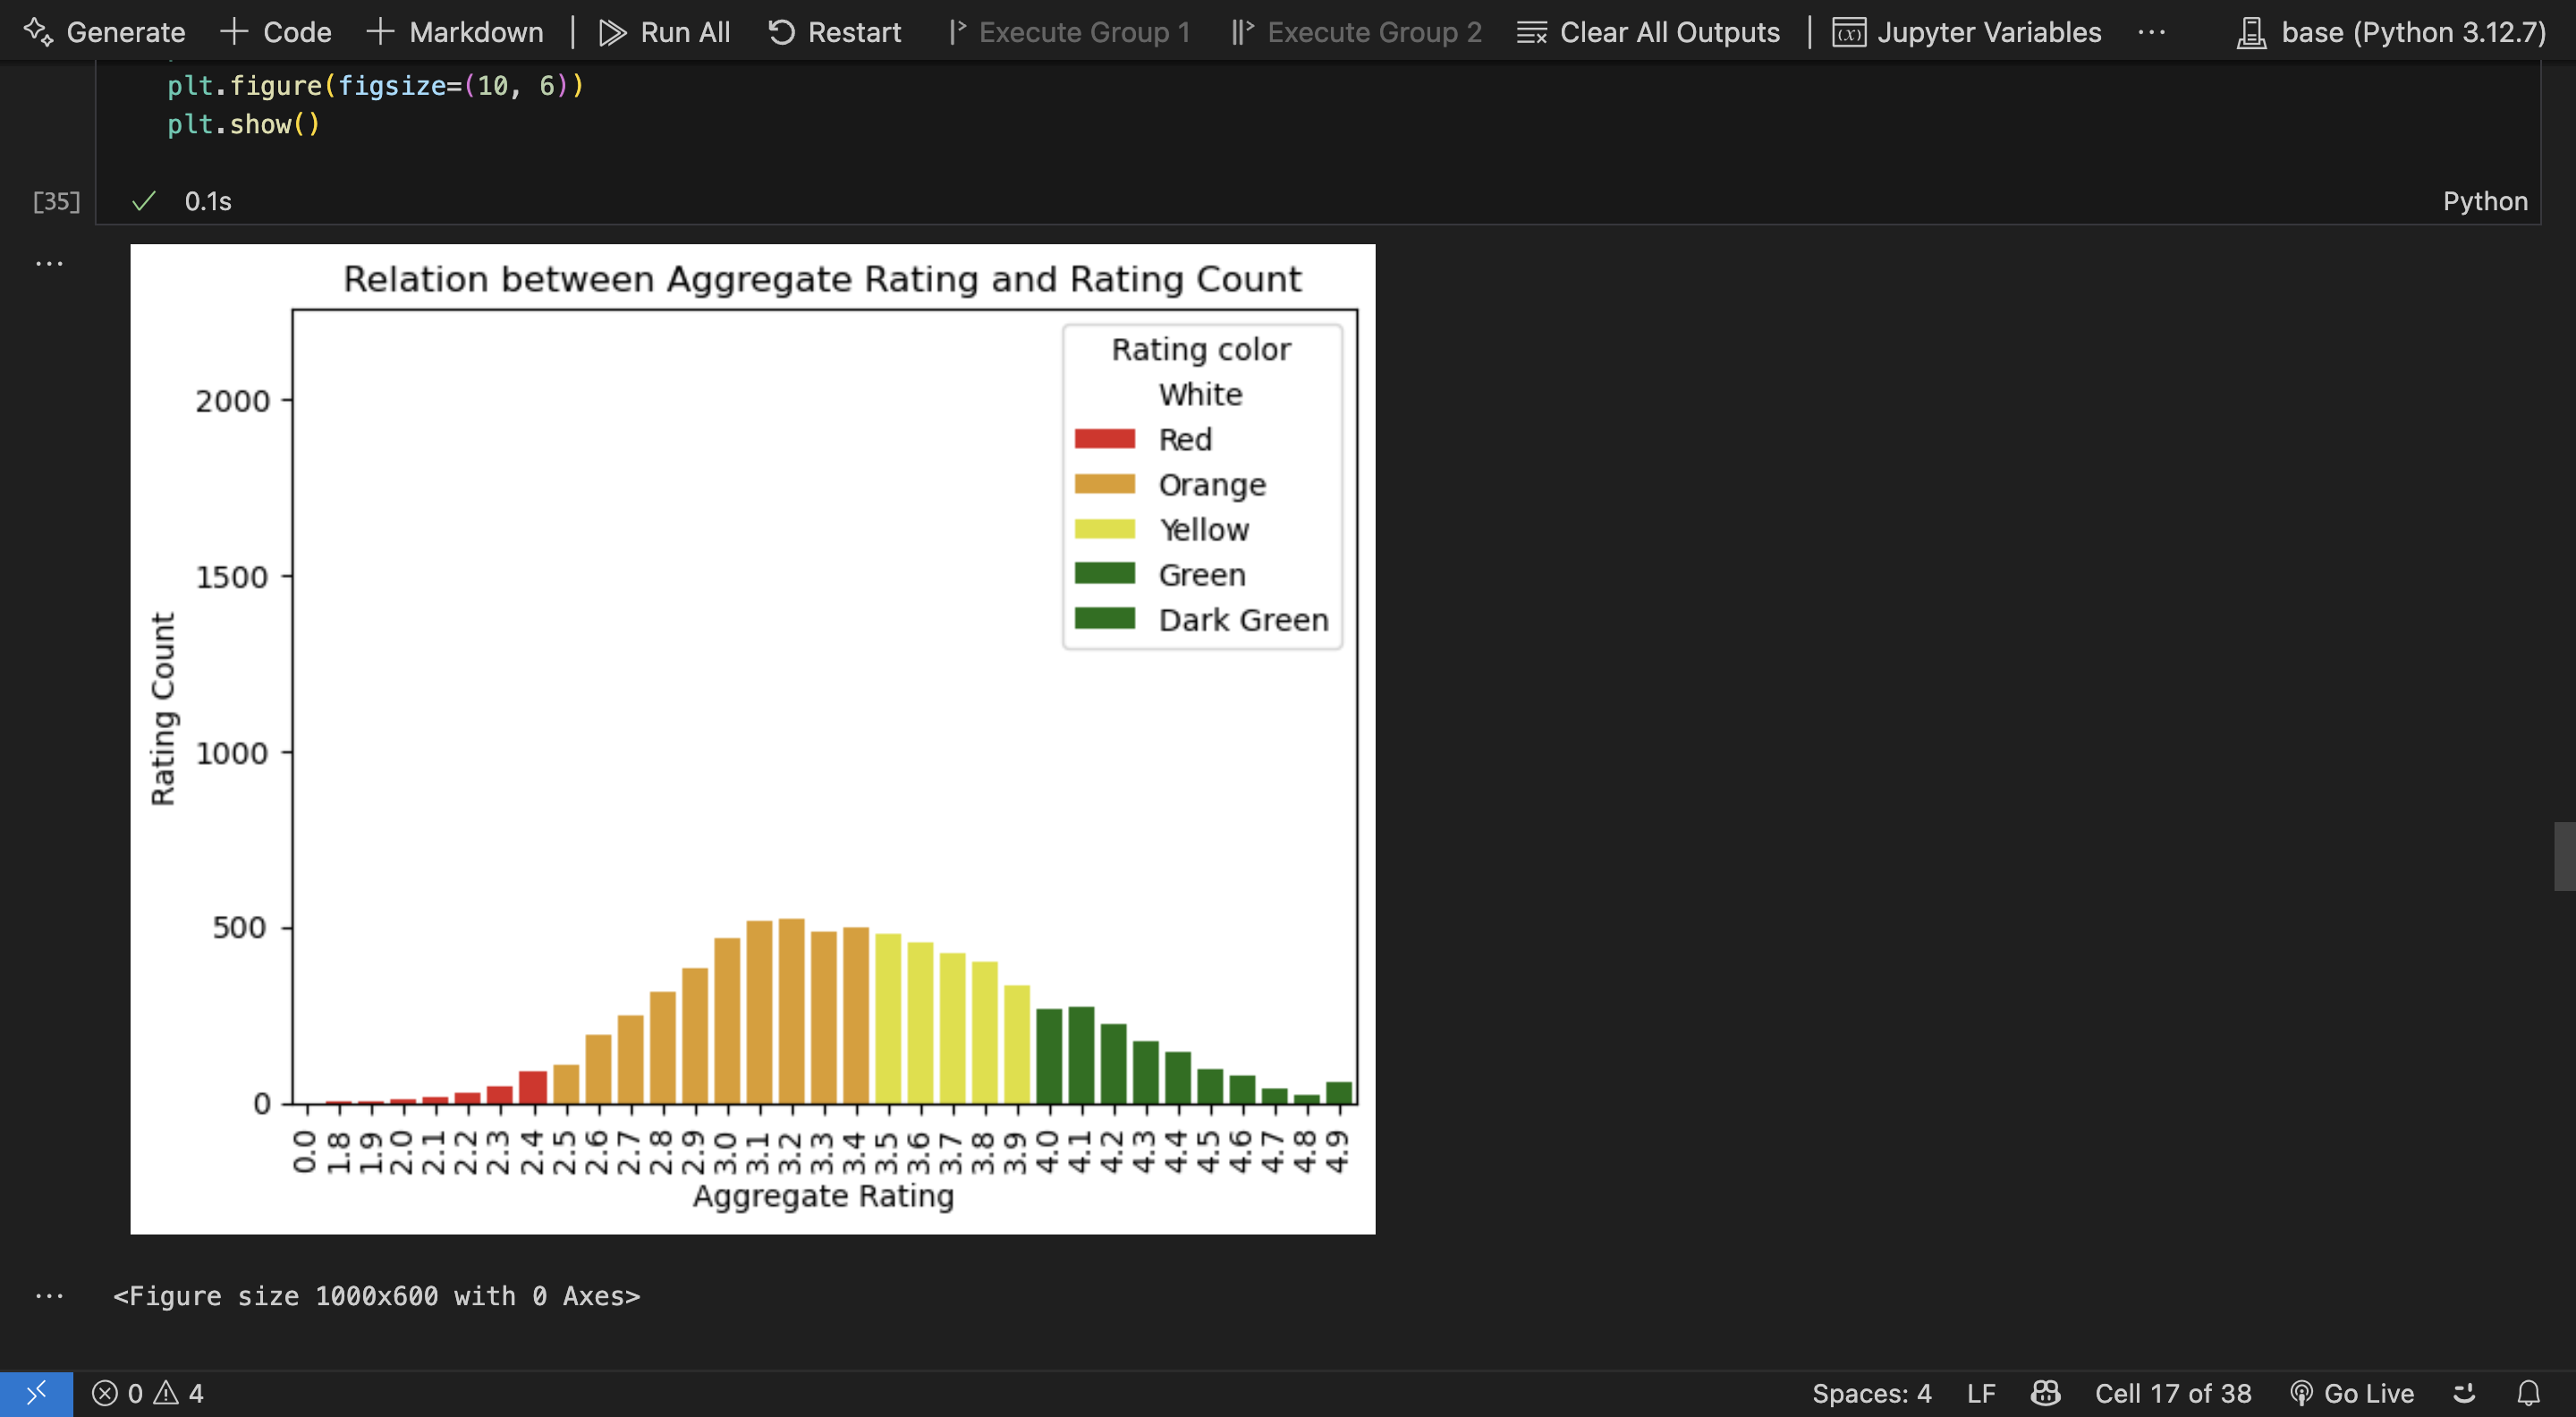 Generate + Code + Markdown | Run All Restart Execute Group 1 Execute Group 2 Clear All Outputs | Jupyter Variables ... base (Python 3.12.7)
plt.figure(figsize=(10, 6))
plt.show()
[35] ✓ 0.1s Python
...
Relation between Aggregate Rating and Rating Count
Rating color
White
Red
Orange
Yellow
Green
Dark Green
2000
1500
1000
500
0
Rating Count
0.0 1.8 1.9 2.0 2.1 2.2 2.3 2.4 2.5 2.6 2.7 2.8 2.9 3.0 3.1 3.2 3.3 3.4 3.5 3.6 3.7 3.8 3.9 4.0 4.1 4.2 4.3 4.4 4.5 4.6 4.7 4.8 4.9
Aggregate Rating
... <Figure size 1000x600 with 0 Axes>
0 4 Spaces: 4 LF Cell 17 of 38 Go Live